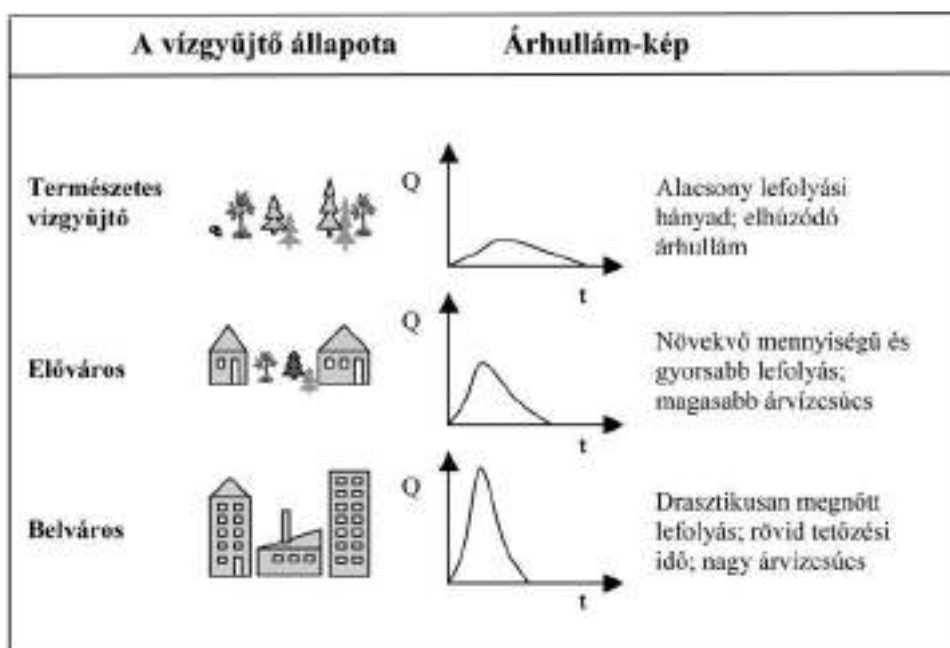 A vízgyűjtő állapota
Árhullám-kép
Természetes
vízgyűjtő
Q
t
Alacsony lefolyási
hányad; elhúzódó
árhullám
Előváros
Q
t
Növekvő mennyiségű és
gyorsabb lefolyás;
magasabb árvízcsúcs
Belváros
Q
t
Drasztikusan megnőtt
lefolyás; rövid tetőzési
idő; nagy árvízcsúcs